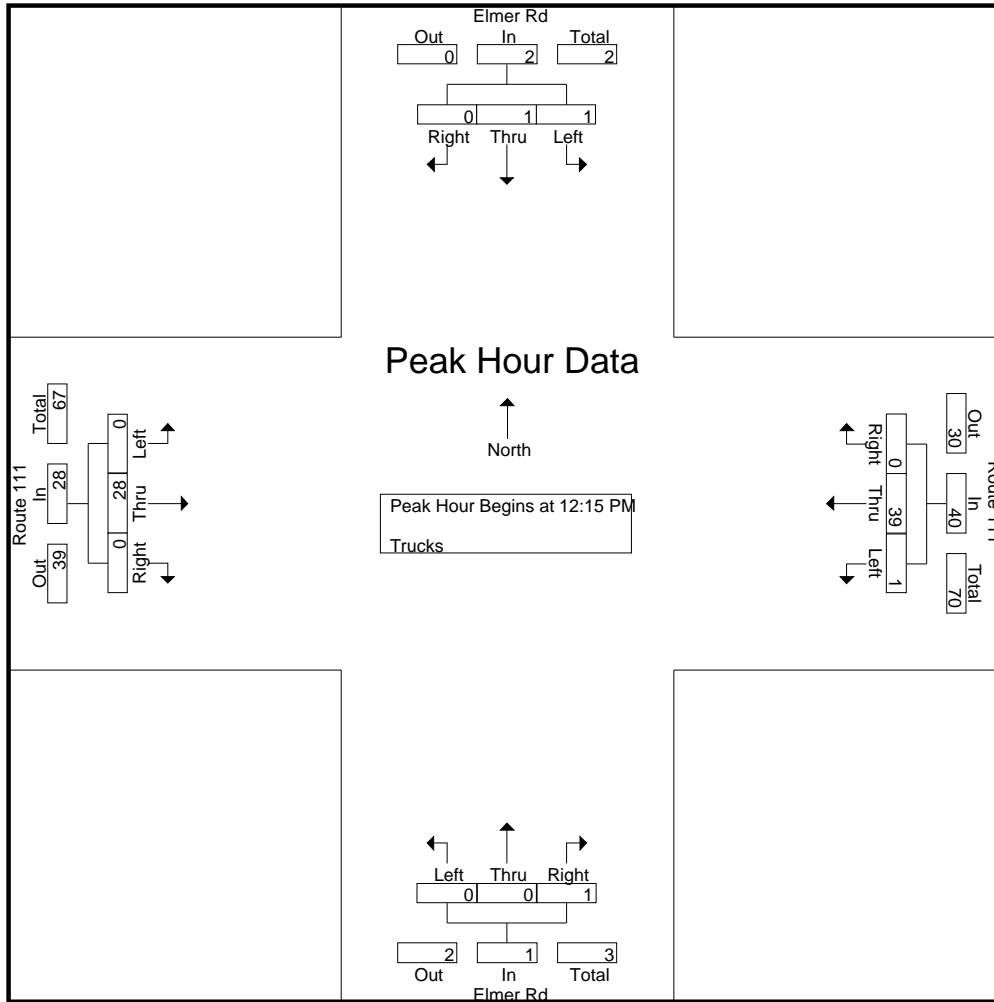 Elmer Rd
Out In Total
0 2 2
0 1 1
Right Thru Left
Peak Hour Data
North
Peak Hour Begins at 12:15 PM
Trucks
Route 111
Total In Out
67 28 39
0 28 0
Left Thru Right
Right Thru Left
0 39 1
30 40 70
Out In Total
Route 111
Left Thru Right
0 0 1
2 1 3
Out In Total
Elmer Rd